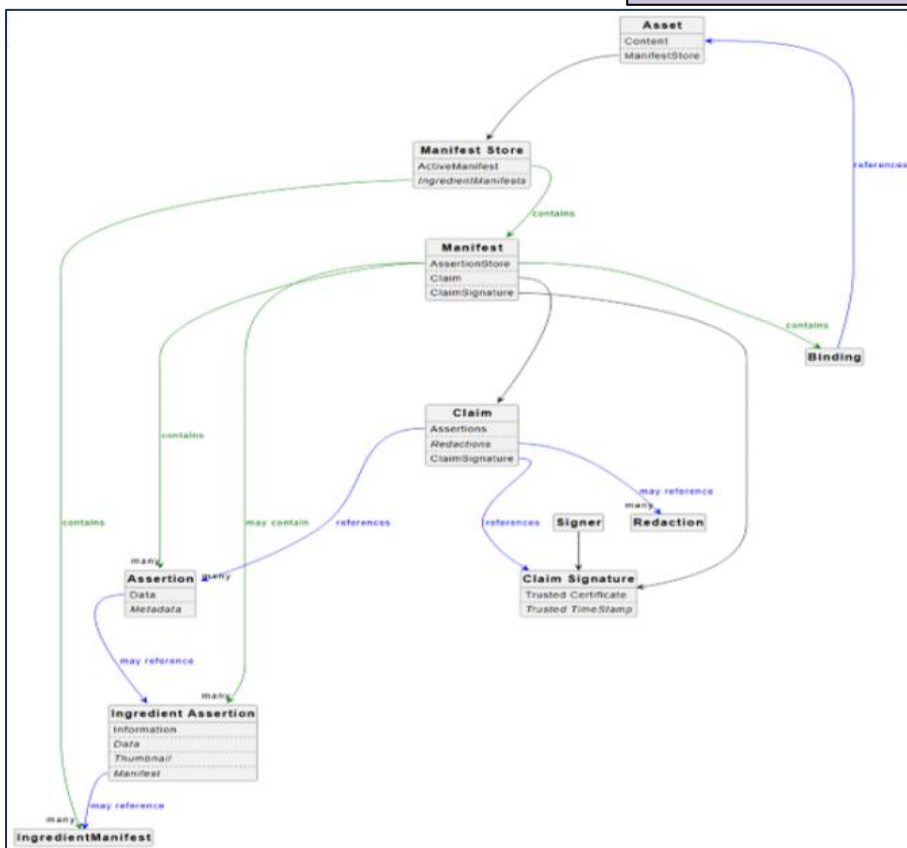 Asset
Content
ManifestStore
references
Manifest Store
ActiveManifest
IngredientManifests
contains
Manifest
AssertionStore
Claim
ClaimSignature
contains
Binding
Claim
Assertions
Redactions
ClaimSignature
contains
may reference
many
contains
may contain
references
references
Signer
Redaction
many
many
Assertion
Data
Metadata
Claim Signature
Trusted Certificate
Trusted TimeStamp
may reference
many
Ingredient Assertion
Information
Data
Thumbnail
Manifest
may reference
many
IngredientManifest